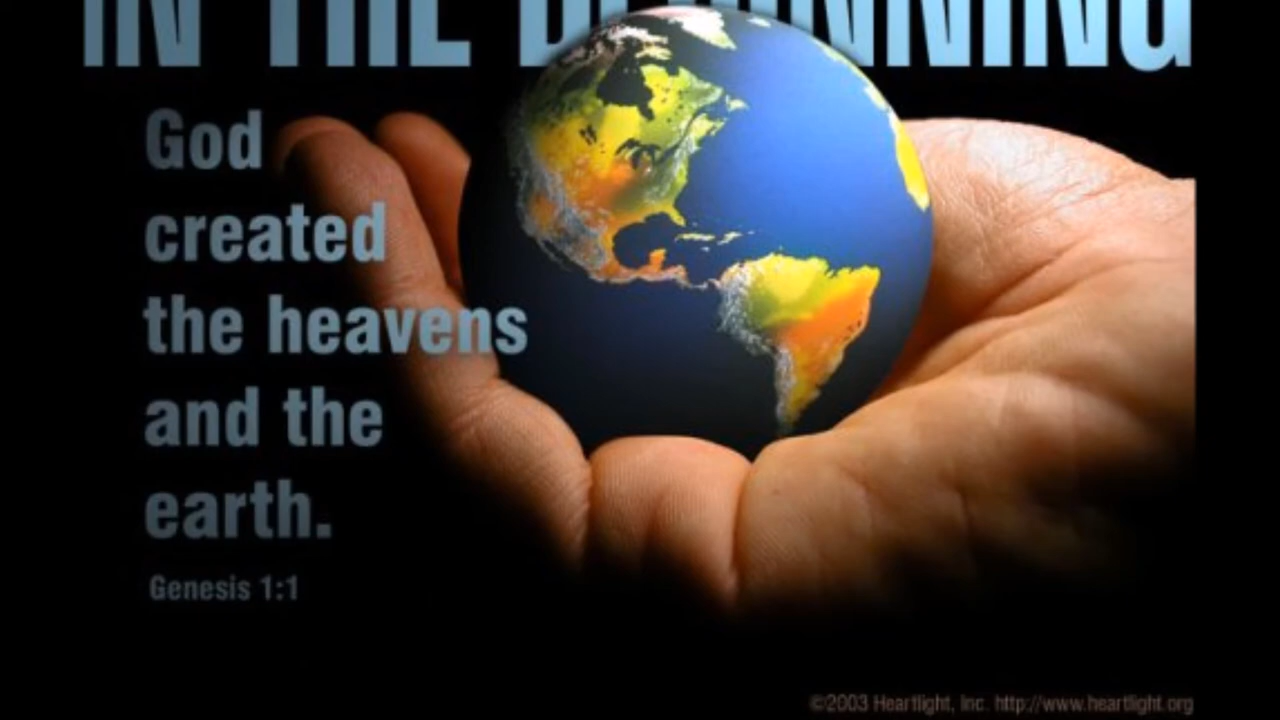 IN THE BEGINNING
God
created
the heavens
and the
earth.
Genesis 1:1
©2003 Heartlight, Inc. http://www.heartlight.org